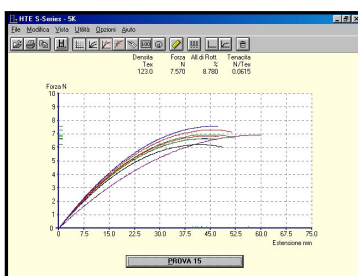 HTE S-Series - 5K
File Modifica Vista Utilità Opzioni Aiuto
Densita Forza All.di Rott. Tenacita
Tex N % N/Tex
123.0 7.570 8.780 0.0615
Forza N
10
9
8
7
6
5
4
3
2
1
0
0 7.5 15.0 22.5 30.0 37.5 45.0 52.5 60.0 67.5 75.0
Estensione mm
PROVA 15